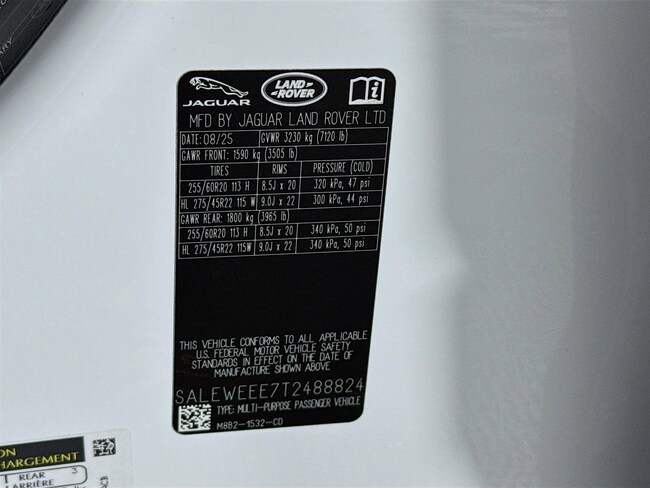 JAGUAR
LAND ROVER
MFD BY JAGUAR LAND ROVER LTD
DATE: 08/25 GVWR 3230 kg (7120 lb)
GAWR FRONT: 1590 kg (3505 lb)
TIRES RIMS PRESSURE (COLD)
255/60R20 113 H 8.5J x 20 320 kPa, 47 psi
HL 275/45R22 115 W 9.0J x 22 300 kPa, 44 psi
GAWR REAR: 1800 kg (3965 lb)
255/60R20 113 H 8.5J x 20 340 kPa, 50 psi
HL 275/45R22 115W 9.0J x 22 340 kPa, 50 psi
THIS VEHICLE CONFORMS TO ALL APPLICABLE
U.S. FEDERAL MOTOR VEHICLE SAFETY
STANDARDS IN EFFECT ON THE DATE OF
MANUFACTURE SHOWN ABOVE
SALEWEEE7T2488824
TYPE: MULTI-PURPOSE PASSENGER VEHICLE
M8B2-1532-CD
ON
HARGEMENT
REAR 3
ARRIÈRE